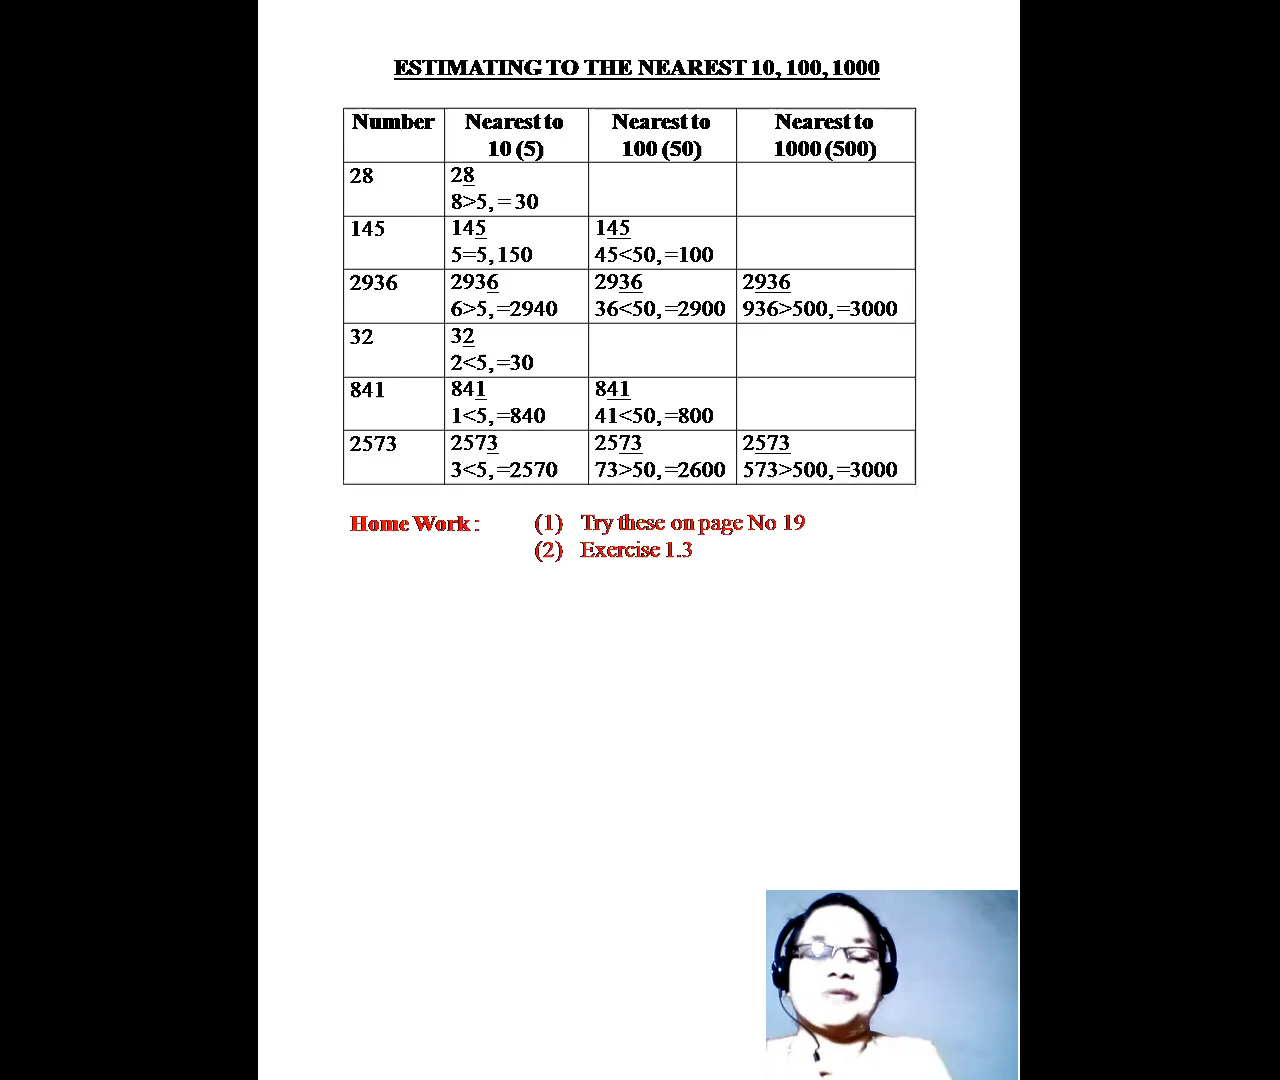 ESTIMATING TO THE NEAREST 10, 100, 1000
Number Nearest to 10 (5) Nearest to 100 (50) Nearest to 1000 (500)
28 28
8>5, = 30
145 145 145
5=5, 150 45<50, =100
2936 2936 2936 2936
6>5, =2940 36<50, =2900 936>500, =3000
32 32
2<5, =30
841 841 841
1<5, =840 41<50, =800
2573 2573 2573 2573
3<5, =2570 73>50, =2600 573>500, =3000
Home Work : (1) Try these on page No 19
(2) Exercise 1.3